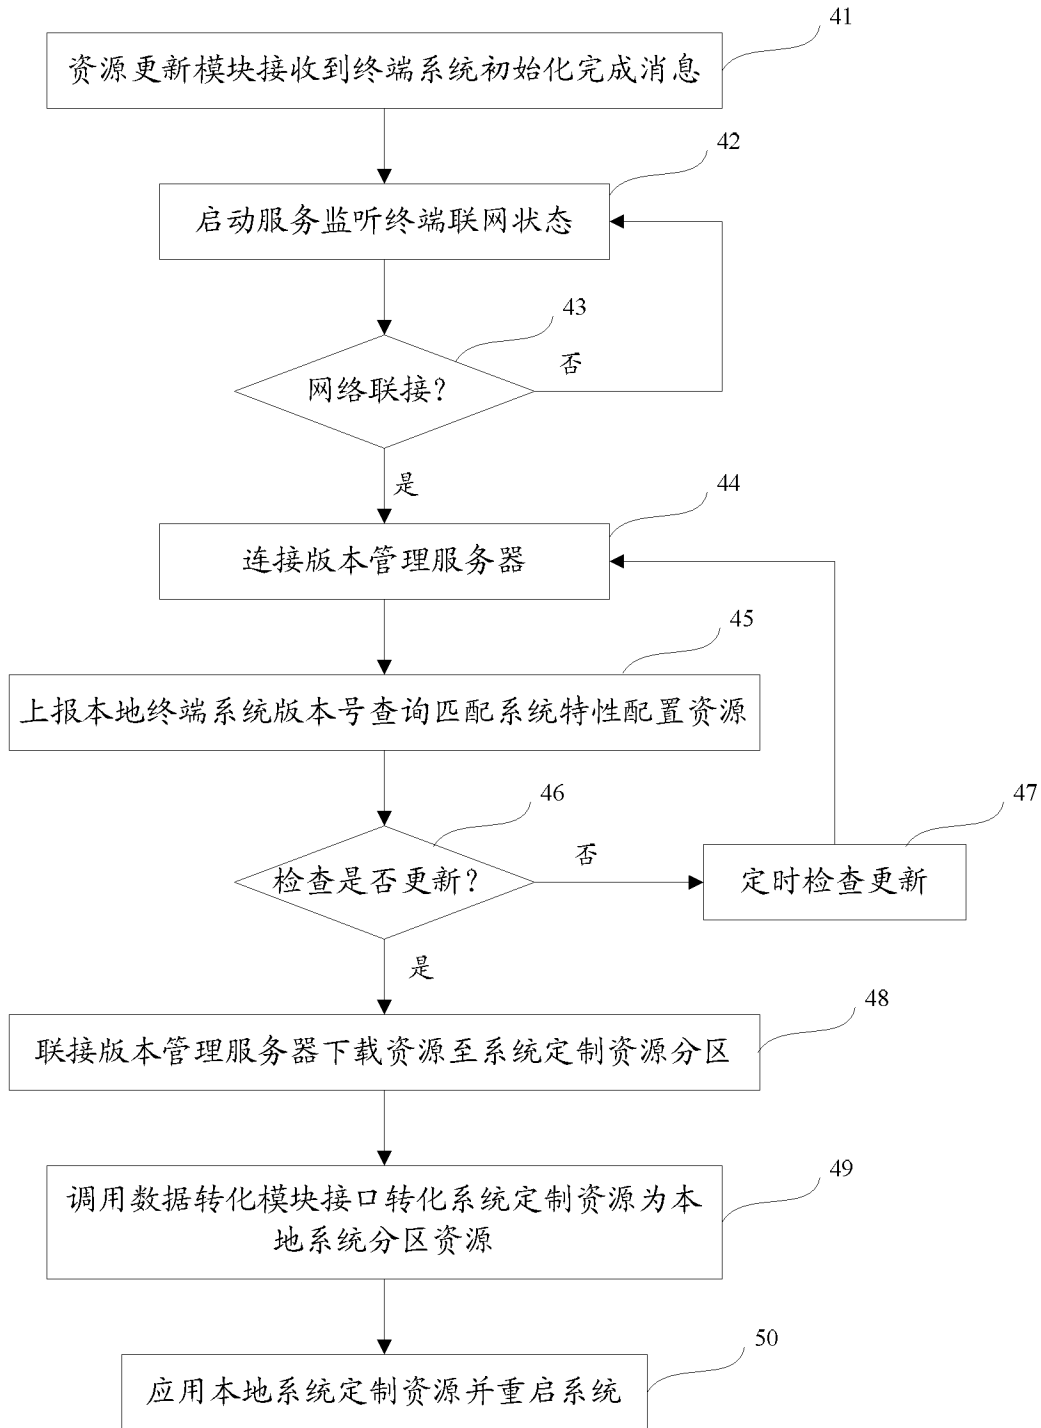 41
资源更新模块接收到终端系统初始化完成消息
42
启动服务监听终端联网状态
43
否
网络联接?
是
44
连接版本管理服务器
45
上报本地终端系统版本号查询匹配系统特性配置资源
46
47
否
检查是否更新?
定时检查更新
是
48
联接版本管理服务器下载资源至系统定制资源分区
49
调用数据转化模块接口转化系统定制资源为本
地系统分区资源
50
应用本地系统定制资源并重启系统